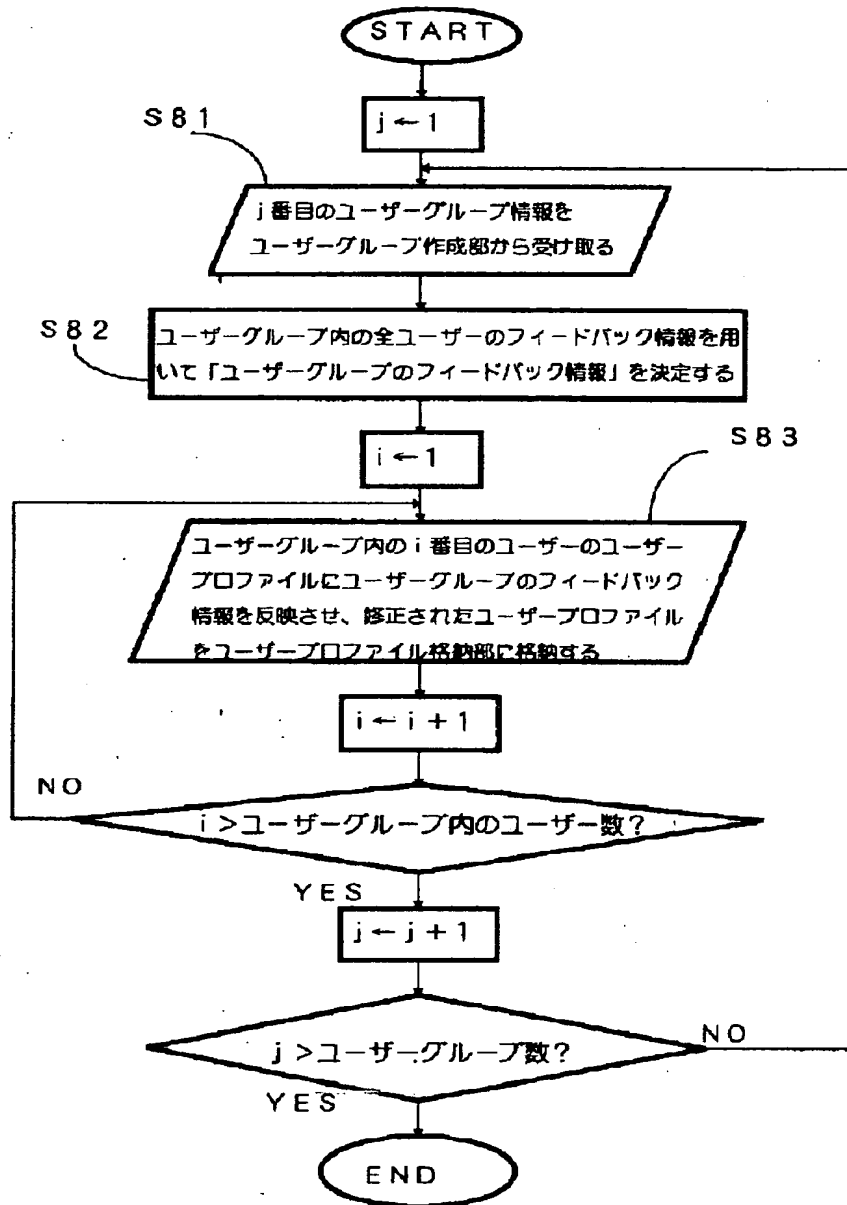 START
j←1
S81
j番目のユーザーグループ情報を
ユーザーグループ作成部から受け取る
S82
ユーザーグループ内の全ユーザーのフィードバック情報を用
いて「ユーザーグループのフィードバック情報」を決定する
i←1
S83
ユーザーグループ内のi番目のユーザーのユーザー
プロファイルにユーザーグループのフィードバック
情報を反映させ、修正されたユーザープロファイル
をユーザープロファイル格納部に格納する
i←i+1
NO
i>ユーザーグループ内のユーザー数?
YES
j←j+1
j>ユーザーグループ数?
NO
YES
END